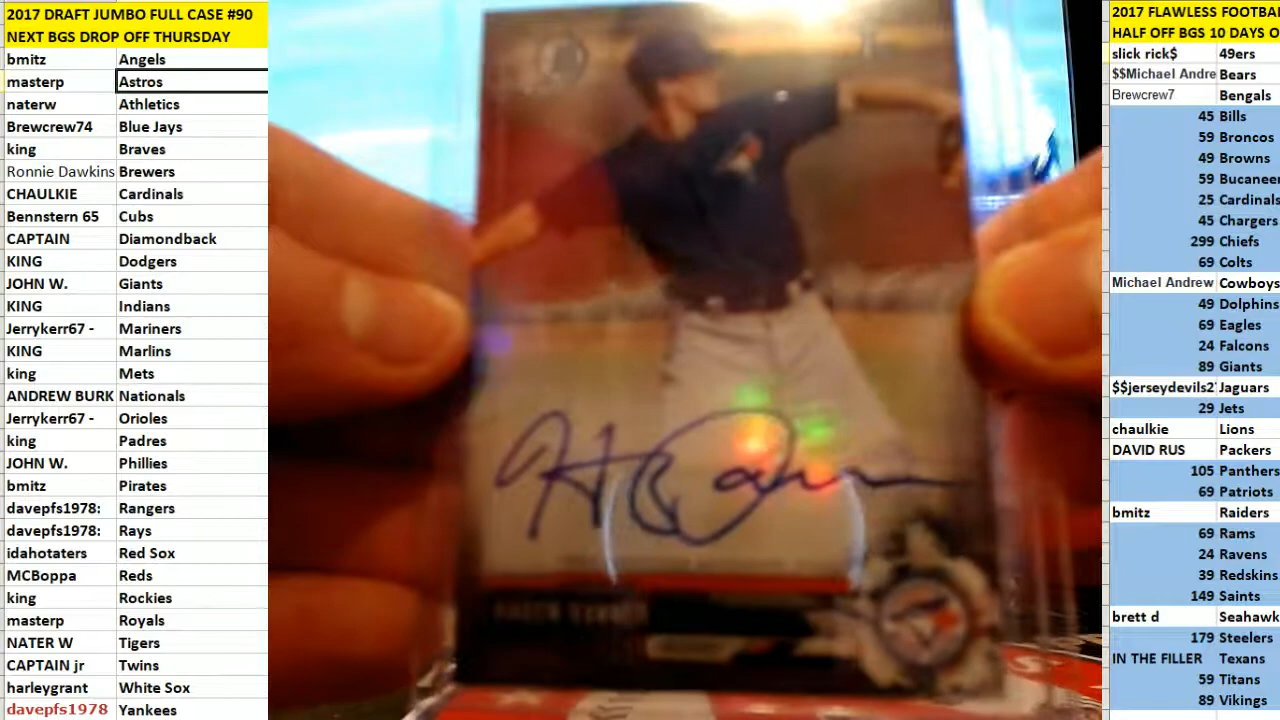 2017 DRAFT JUMBO FULL CASE #90
NEXT BGS DROP OFF THURSDAY
bmitz Angels
masterp Astros
naterw Athletics
Brewcrew74 Blue Jays
king Braves
Ronnie Dawkins Brewers
CHAULKIE Cardinals
Bennstern 65 Cubs
CAPTAIN Diamondback
KING Dodgers
JOHN W. Giants
KING Indians
Jerrykerr67 - Mariners
KING Marlins
king Mets
ANDREW BURK Nationals
Jerrykerr67 - Orioles
king Padres
JOHN W. Phillies
bmitz Pirates
davepfs1978: Rangers
davepfs1978: Rays
idahotaters Red Sox
MCBoppa Reds
king Rockies
masterp Royals
NATER W Tigers
CAPTAIN jr Twins
harleygrant White Sox
davepfs1978 Yankees
2017 FLAWLESS FOOTBA
HALF OFF BGS 10 DAYS O
slick rick$ 49ers
$$Michael Andre Bears
Brewcrew7 Bengals
45 Bills
59 Broncos
49 Browns
59 Bucaneer
25 Cardinals
45 Chargers
299 Chiefs
69 Colts
Michael Andrew Cowboys
49 Dolphins
69 Eagles
24 Falcons
89 Giants
$$jerseydevils2 Jaguars
29 Jets
chaulkie Lions
DAVID RUS Packers
105 Panthers
69 Patriots
bmitz Raiders
69 Rams
24 Ravens
39 Redskins
149 Saints
brett d Seahawk
179 Steelers
IN THE FILLER Texans
59 Titans
89 Vikings